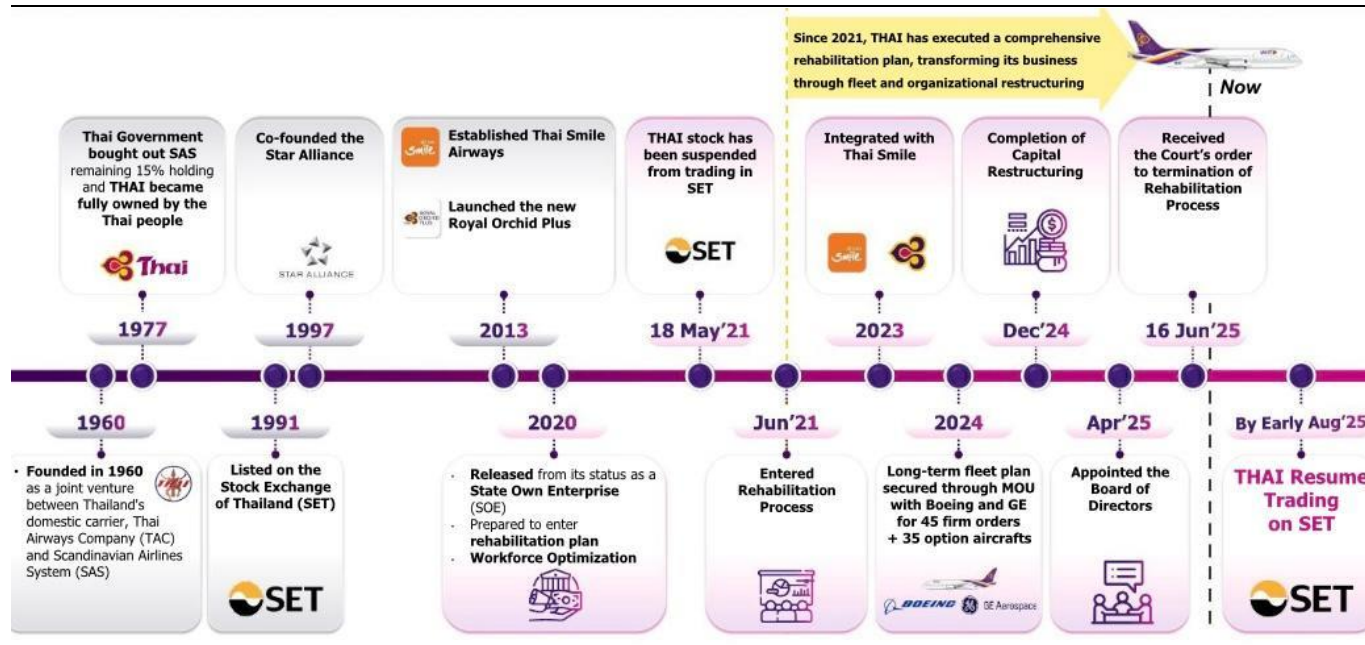 Since 2021, THAI has executed a comprehensive
rehabilitation plan, transforming its business
through fleet and organizational restructuring
Now
Thai Government
bought out SAS
remaining 15% holding
and THAI became
fully owned by the
Thai people
Thai
1977
Co-founded the
Star Alliance
STAR ALLIANCE
1997
smile
Established Thai Smile
Airways
ROYAL
ORCHID
PLUS
Launched the new
Royal Orchid Plus
2013
THAI stock has
been suspended
from trading in
SET
SET
18 May'21
Integrated with
Thai Smile
smile
2023
Completion of
Capital
Restructuring
Dec'24
Received
the Court's order
to termination of
Rehabilitation
Process
16 Jun'25
1960
· Founded in 1960
as a joint venture
between Thailand's
domestic carrier, Thai
Airways Company (TAC)
and Scandinavian Airlines
System (SAS)
1991
Listed on the
Stock Exchange
of Thailand (SET)
SET
2020
· Released from its status as a
State Own Enterprise
(SOE)
· Prepared to enter
rehabilitation plan
· Workforce Optimization
Jun'21
Entered
Rehabilitation
Process
2024
Long-term fleet plan
secured through MOU
with Boeing and GE
for 45 firm orders
+ 35 option aircrafts
BOEING
GE Aerospace
Apr'25
Appointed the
Board of
Directors
By Early Aug'25
THAI Resume
Trading
on SET
SET